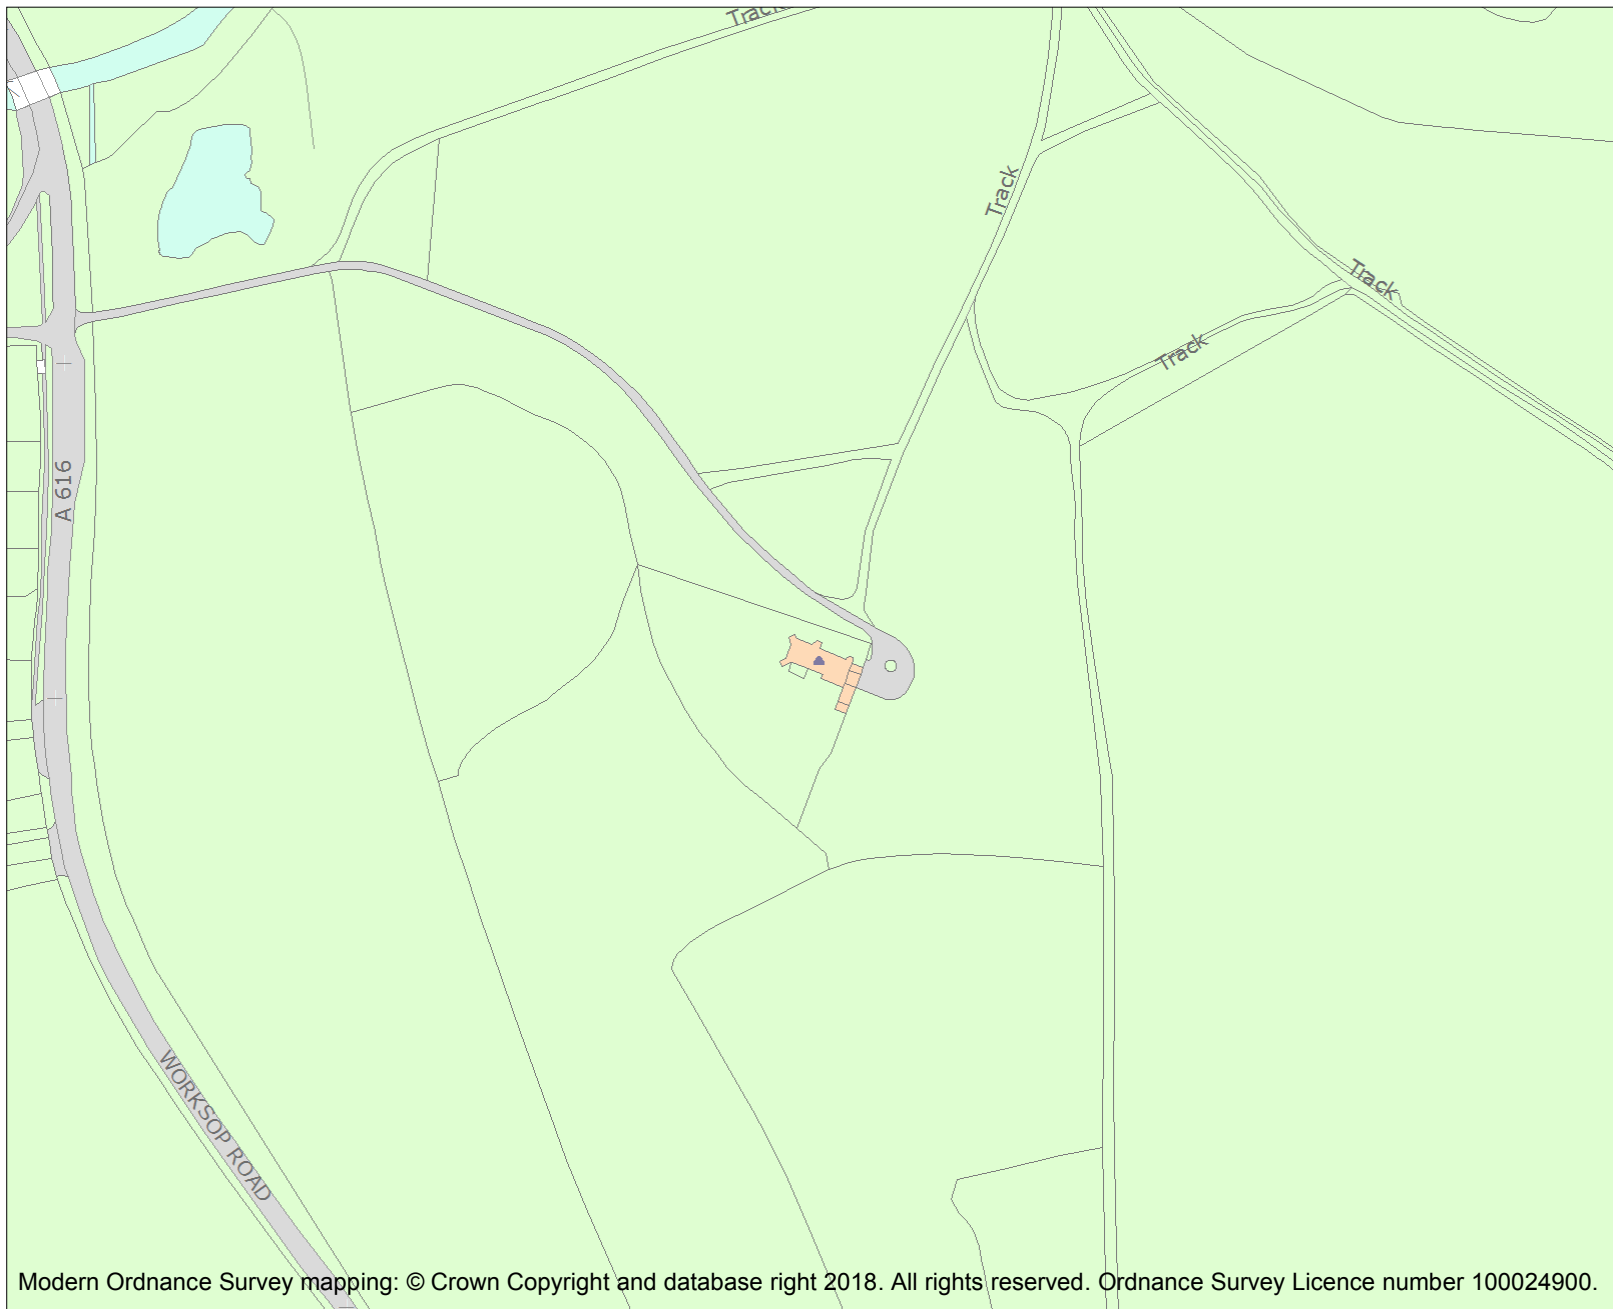 Track
Track
Track
Track
A 616
WORKSOP ROAD
Modern Ordnance Survey mapping: © Crown Copyright and database right 2018. All rights reserved. Ordnance Survey Licence number 100024900.